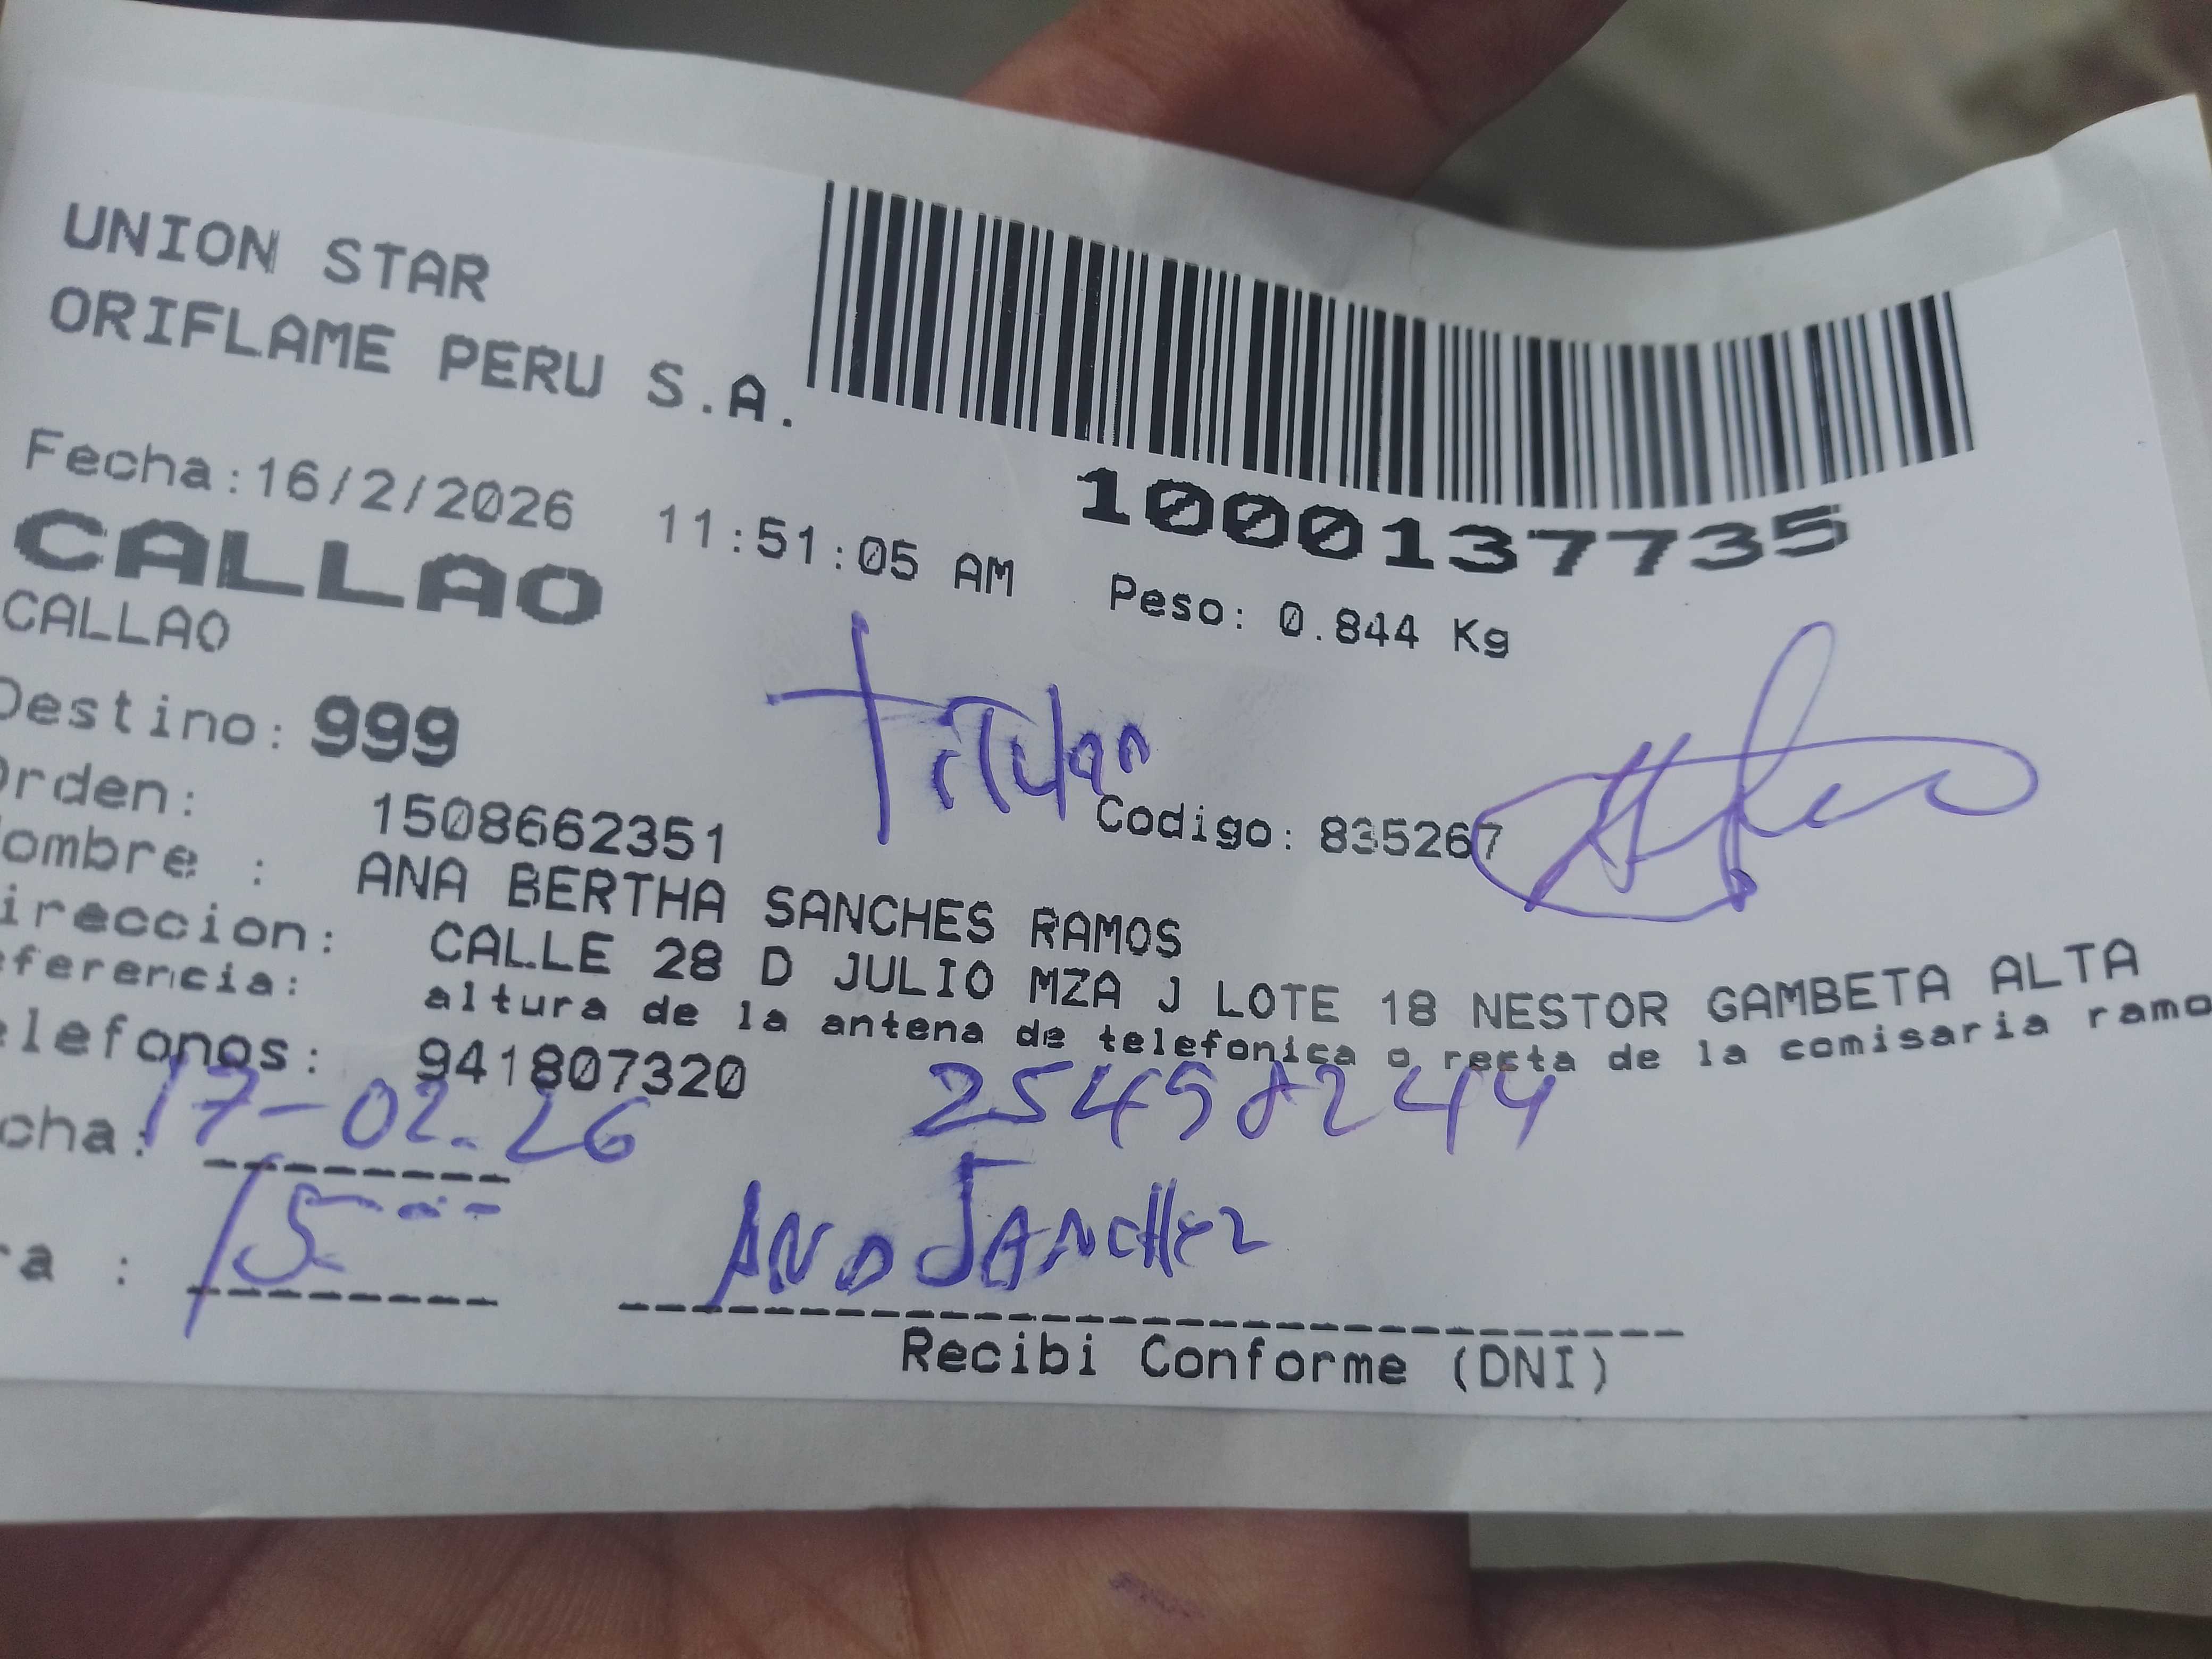 UNION STAR
ORIFLAME PERU S.A.
Fecha:16/2/2026 11:51:05 AM
1000137735
CALLAO
Peso: 0.844 Kg
CALLAO
Destino: 999
Titular
Orden: 1508662351
Codigo: 835267
ombre : ANA BERTHA SANCHES RAMOS
ireccion: CALLE 28 D JULIO MZA J LOTE 18 NESTOR GAMBETA ALTA
eferencia: altura de la antena de telefonica o recta de la comisaria ramo
elefonos: 941807320
cha: 17-02-26
ra : 15
Ana Sanchez
Recibi Conforme (DNI)